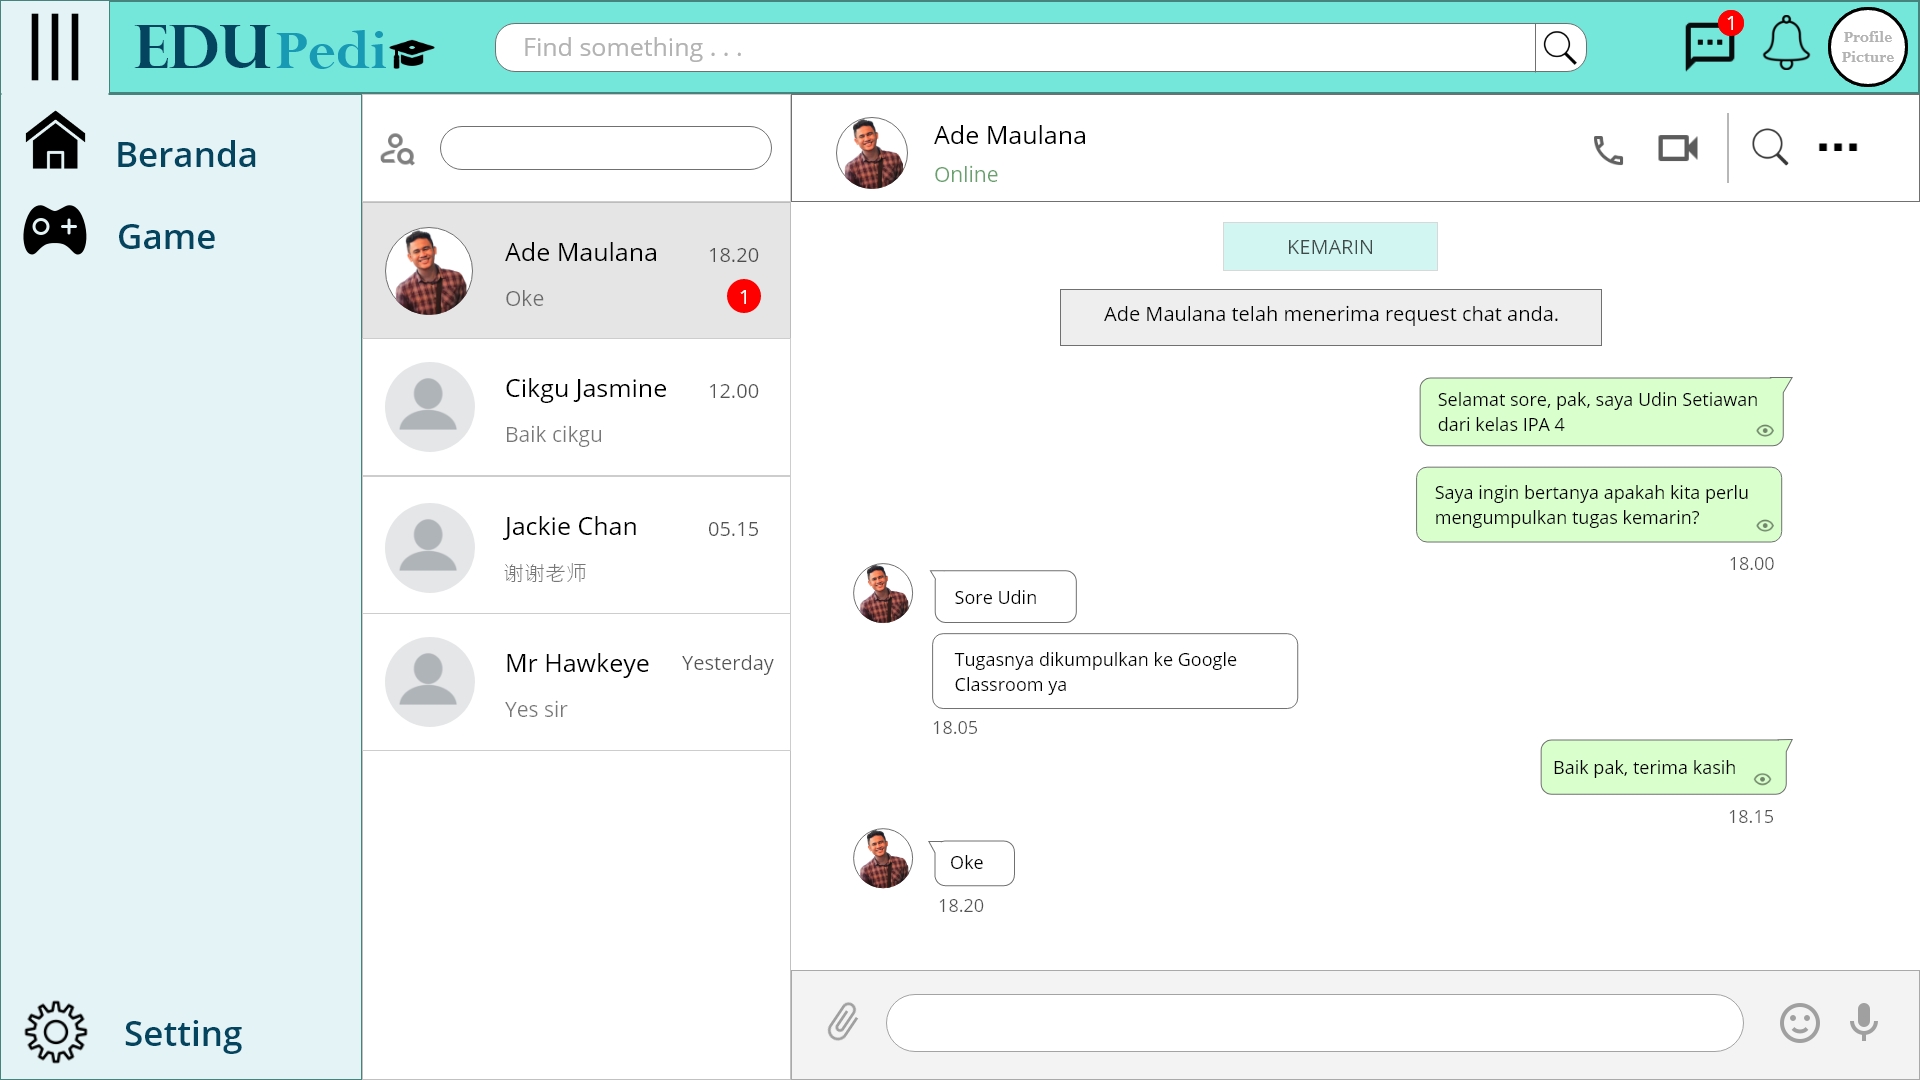 EDUPedi
Find something . . .
1
Profile
Picture
Beranda
Game
Setting
Ade Maulana
18.20
Oke
1
Cikgu Jasmine
12.00
Baik cikgu
Jackie Chan
05.15
谢谢老师
Mr Hawkeye
Yesterday
Yes sir
Ade Maulana
Online
KEMARIN
Ade Maulana telah menerima request chat anda.
Selamat sore, pak, saya Udin Setiawan
dari kelas IPA 4
Saya ingin bertanya apakah kita perlu
mengumpulkan tugas kemarin?
18.00
Sore Udin
Tugasnya dikumpulkan ke Google
Classroom ya
18.05
Baik pak, terima kasih
18.15
Oke
18.20